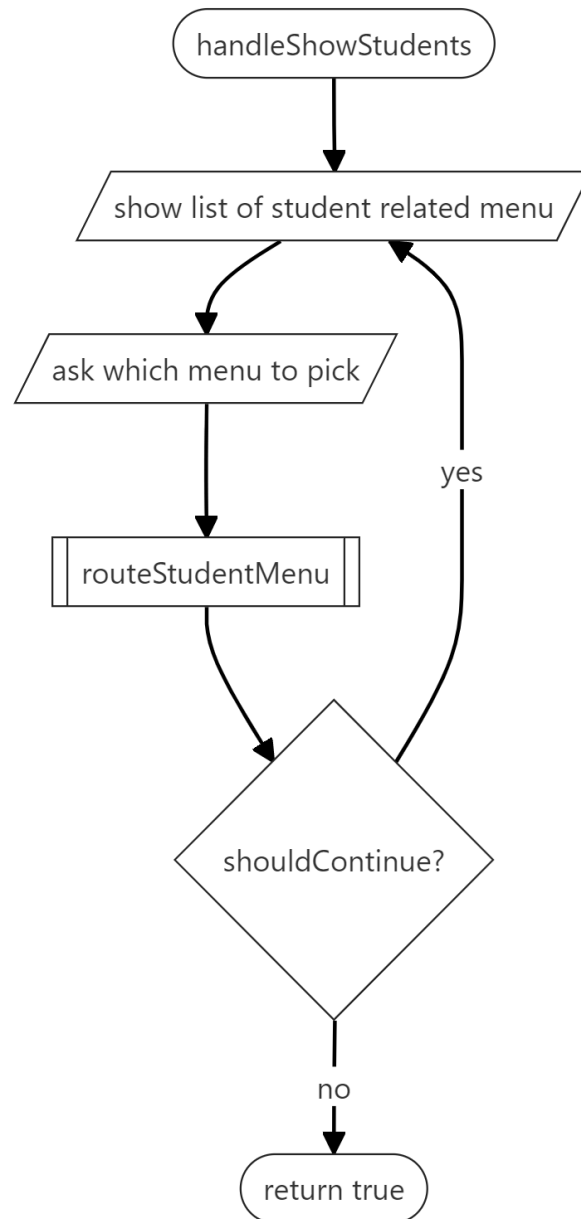 handleShowStudents
show list of student related menu
ask which menu to pick
yes
routeStudentMenu
shouldContinue?
no
return true